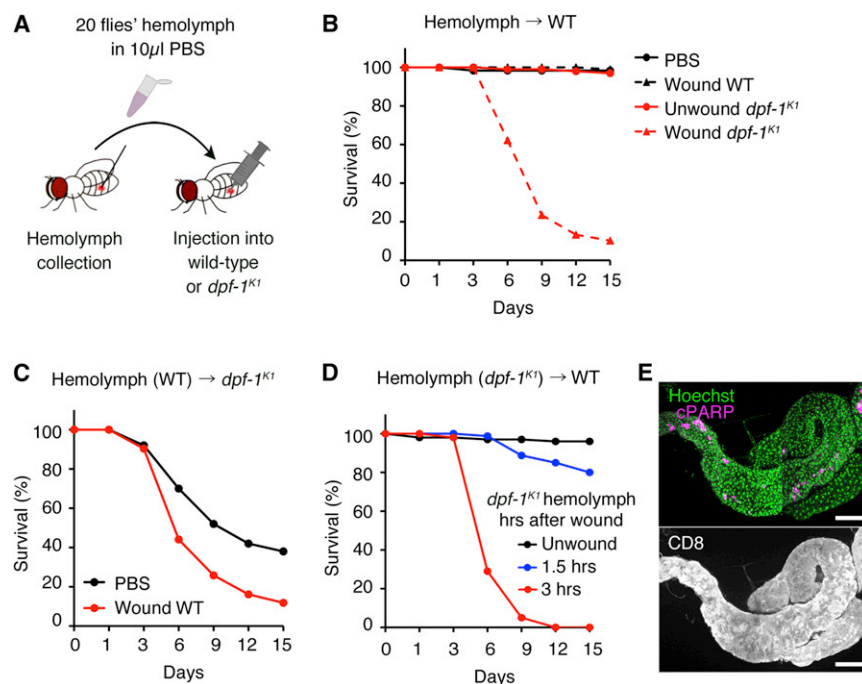 A
20 flies' hemolymph
in 10µl PBS
Hemolymph
collection
Injection into
wild-type
or dpf-1ᴷ¹
B
Hemolymph → WT
Survival (%)
100
80
60
40
20
0
0 1 3 6 9 12 15
Days
PBS
Wound WT
Unwound dpf-1ᴷ¹
Wound dpf-1ᴷ¹
C
Hemolymph (WT) → dpf-1ᴷ¹
Survival (%)
100
80
60
40
20
0
PBS
Wound WT
0 1 3 6 9 12 15
Days
D
Hemolymph (dpf-1ᴷ¹) → WT
Survival (%)
100
80
60
40
20
0
dpf-1ᴷ¹ hemolymph
hrs after wound
Unwound
1.5 hrs
3 hrs
0 1 3 6 9 12 15
Days
E
Hoechst
cPARP
CD8